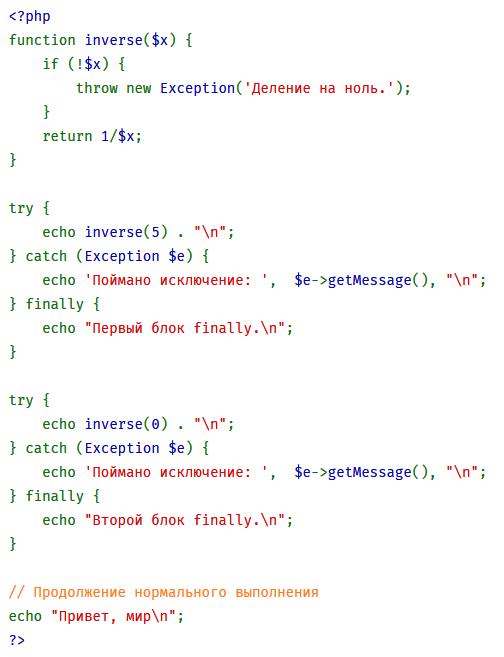 <?php
function inverse($x) {
    if (!$x) {
        throw new Exception('Деление на ноль.');
    }
    return 1/$x;
}

try {
    echo inverse(5) . "\n";
} catch (Exception $e) {
    echo 'Поймано исключение: ',  $e->getMessage(), "\n";
} finally {
    echo "Первый блок finally.\n";
}

try {
    echo inverse(0) . "\n";
} catch (Exception $e) {
    echo 'Поймано исключение: ',  $e->getMessage(), "\n";
} finally {
    echo "Второй блок finally.\n";
}

// Продолжение нормального выполнения
echo "Привет, мир\n";
?>